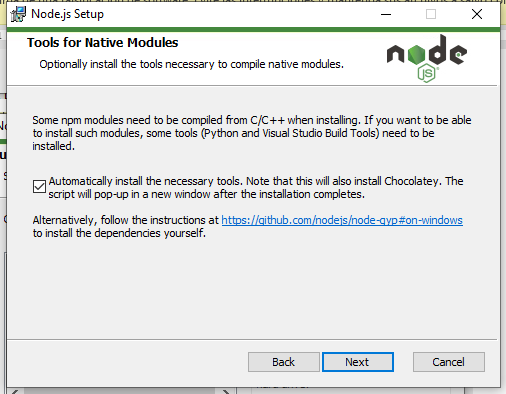 Node.js Setup
Tools for Native Modules
Optionally install the tools necessary to compile native modules.
node
JS
Some npm modules need to be compiled from C/C++ when installing. If you want to be able
to install such modules, some tools (Python and Visual Studio Build Tools) need to be
installed.
Automatically install the necessary tools. Note that this will also install Chocolatey. The
script will pop-up in a new window after the installation completes.
Alternatively, follow the instructions at https://github.com/nodejs/node-gyp#on-windows
to install the dependencies yourself.
Back
Next
Cancel